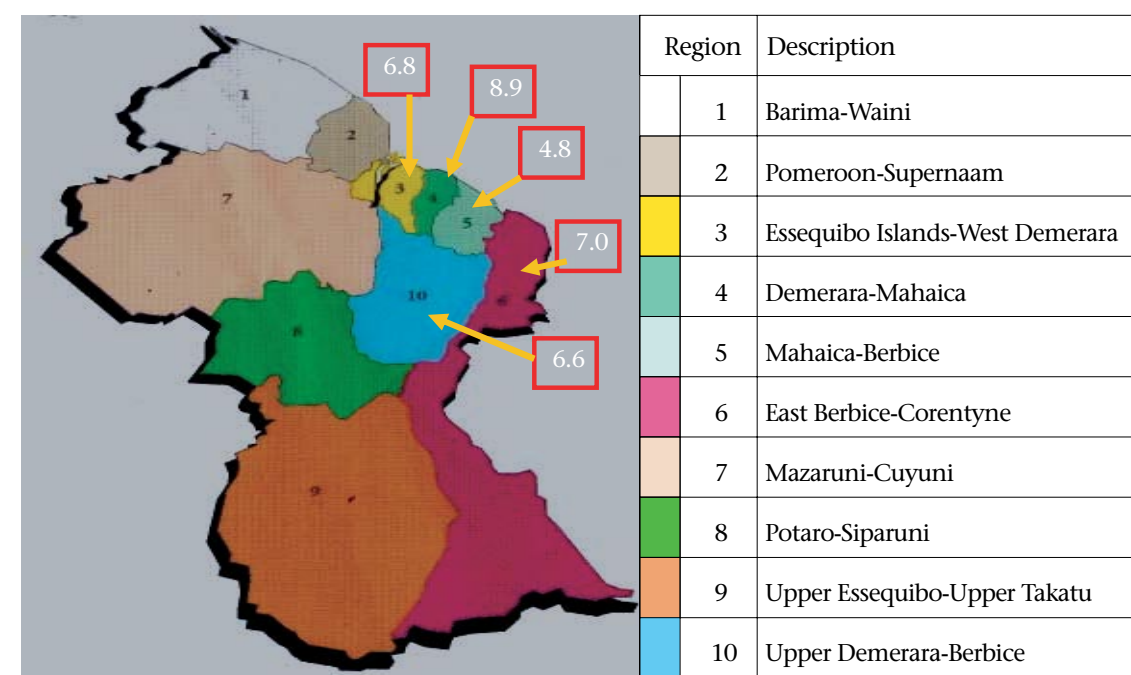 6.8
8.9
4.8
7.0
6.6
1
2
3
4
5
6
7
8
9
10
Region Description
1 Barima-Waini
2 Pomeroon-Supernaam
3 Essequibo Islands-West Demerara
4 Demerara-Mahaica
5 Mahaica-Berbice
6 East Berbice-Corentyne
7 Mazaruni-Cuyuni
8 Potaro-Siparuni
9 Upper Essequibo-Upper Takatu
10 Upper Demerara-Berbice